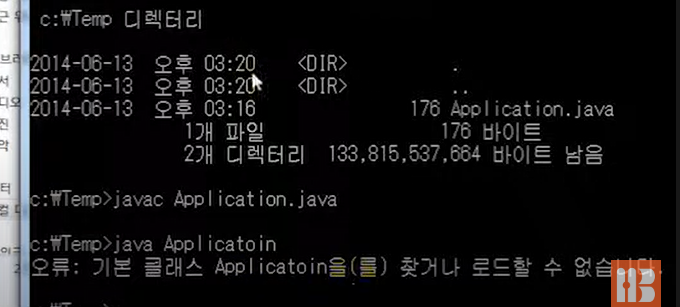 c:\Temp 디렉터리
2014-06-13 오후 03:20 <DIR> .
2014-06-13 오후 03:20 <DIR> ..
2014-06-13 오후 03:16 176 Application.java
1개 파일 176 바이트
2개 디렉터리 133,815,537,664 바이트 남음
c:\Temp>javac Application.java
c:\Temp>java Applicatoin
오류: 기본 클래스 Applicatoin을(를) 찾거나 로드할 수 없습니다.